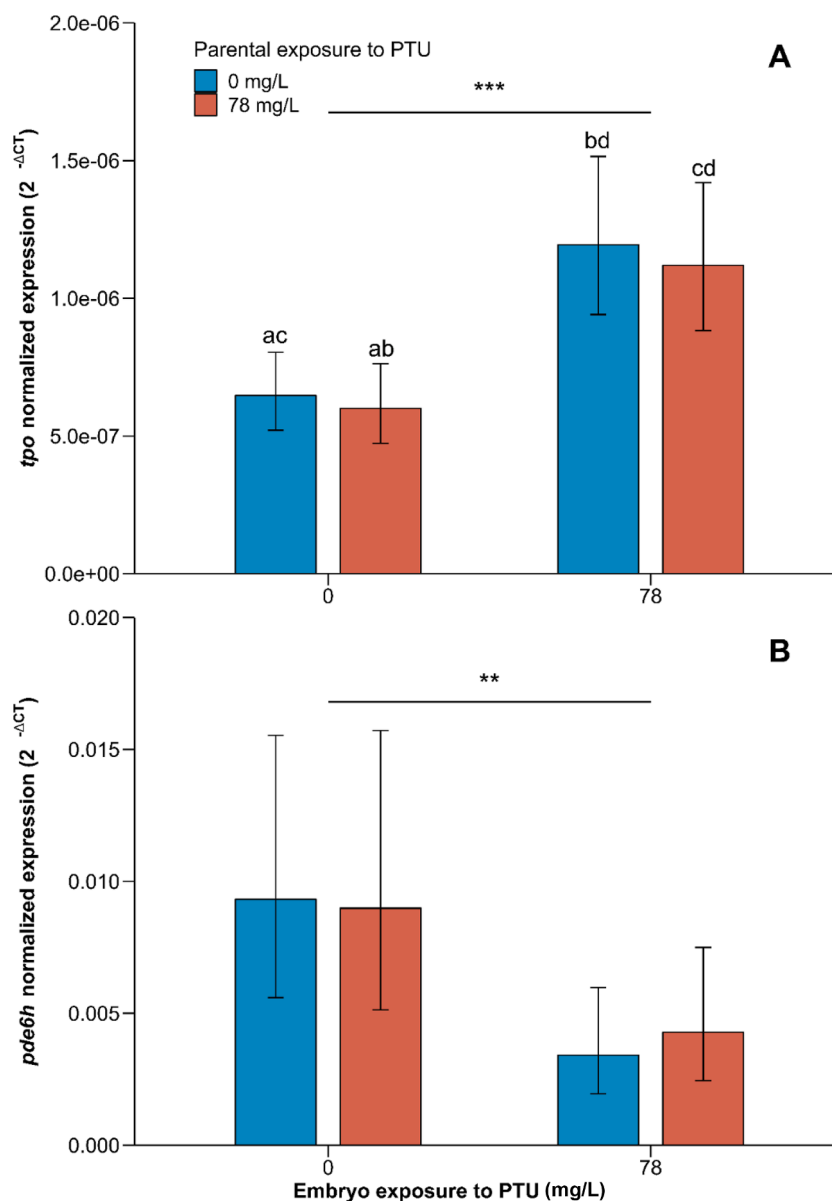 2.0e-06
A
Parental exposure to PTU
0 mg/L
78 mg/L
***
1.5e-06
bd
cd
1.0e-06
ac
ab
5.0e-07
0.0e+00
tpo normalized expression (2 -ΔCT)
0
78
0.020
B
**
0.015
0.010
0.005
0.000
pde6h normalized expression (2 -ΔCT)
0
78
Embryo exposure to PTU (mg/L)